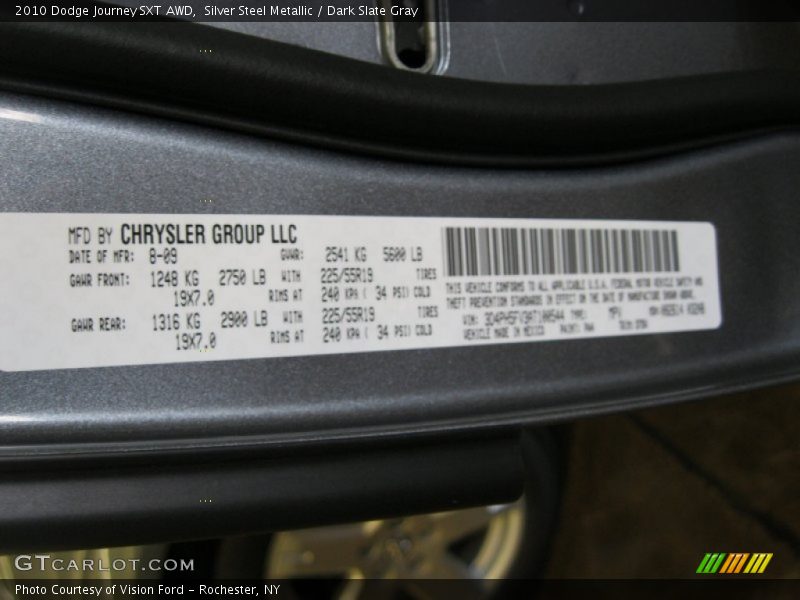 2010 Dodge Journey SXT AWD, Silver Steel Metallic / Dark Slate Gray
MFD BY CHRYSLER GROUP LLC
DATE OF MFR: 8-09 GVWR: 2541 KG 5600 LB
GAWR FRONT: 1248 KG 2750 LB WITH 225/55R19 TIRES
19X7.0 RIMS AT 240 KPA ( 34 PSI) COLD
GAWR REAR: 1316 KG 2900 LB WITH 225/55R19 TIRES
19X7.0 RIMS AT 240 KPA ( 34 PSI) COLD
THIS VEHICLE CONFORMS TO ALL APPLICABLE U.S.A. FEDERAL MOTOR VEHICLE SAFETY AND
THEFT PREVENTION STANDARDS IN EFFECT ON THE DATE OF MANUFACTURE SHOWN ABOVE.
VIN: MPV
VEHICLE MADE IN MEXICO PAINT:
GTCARLOT.COM
Photo Courtesy of Vision Ford - Rochester, NY